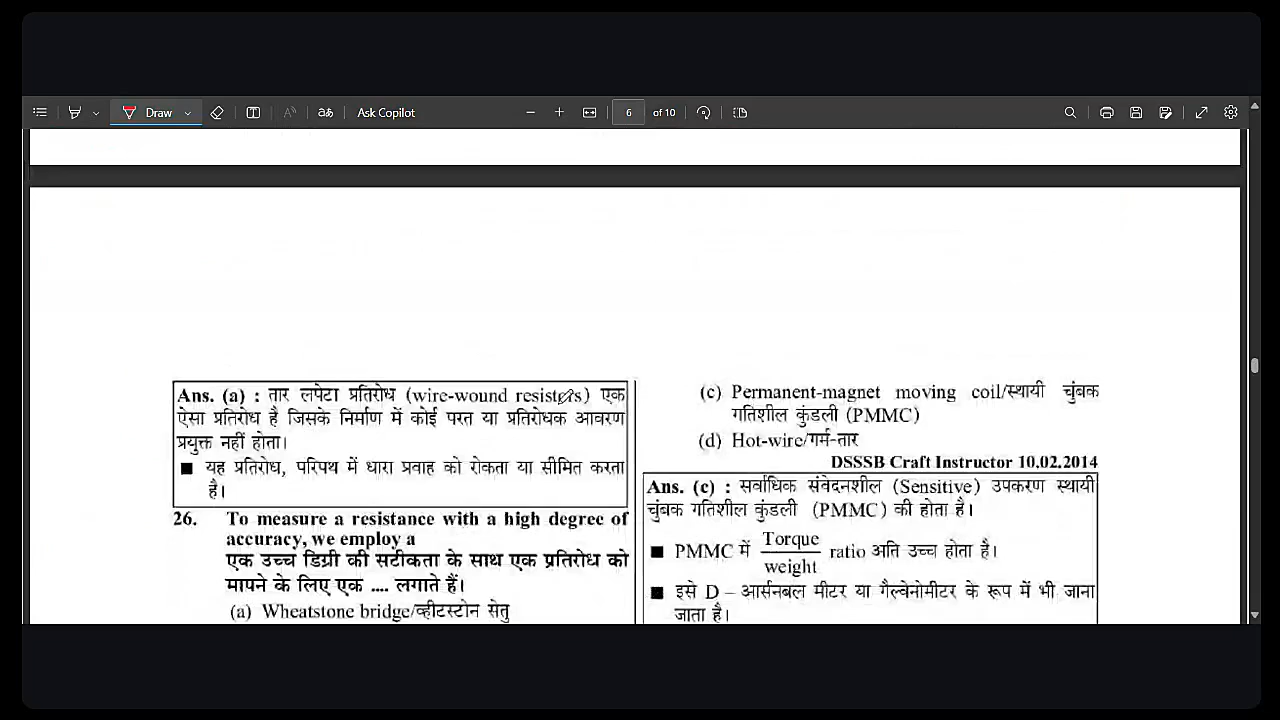 Draw
Ask Copilot
6
of 10
Ans. (a) : तार लपेटा प्रतिरोध (wire-wound resistors) एक
ऐसा प्रतिरोध है जिसके निर्माण में कोई परत या प्रतिरोधक आवरण
प्रयुक्त नहीं होता।
■ यह प्रतिरोध, परिपथ में धारा प्रवाह को रोकता या सीमित करता
है।
26. To measure a resistance with a high degree of
accuracy, we employ a
एक उच्च डिग्री की सटीकता के साथ एक प्रतिरोध को
मापने के लिए एक .... लगाते हैं।
(a) Wheatstone bridge/व्हीटस्टोन सेतु
(c) Permanent-magnet moving coil/स्थायी चुंबक
गतिशील कुंडली (PMMC)
(d) Hot-wire/गर्म-तार
DSSSB Craft Instructor 10.02.2014
Ans. (c) : सर्वाधिक संवेदनशील (Sensitive) उपकरण स्थायी
चुंबक गतिशील कुंडली (PMMC) की होता है।
■ PMMC में Torque/weight ratio अति उच्च होता है।
■ इसे D – आर्सनबल मीटर या गैल्वेनोमीटर के रूप में भी जाना
जाता है।